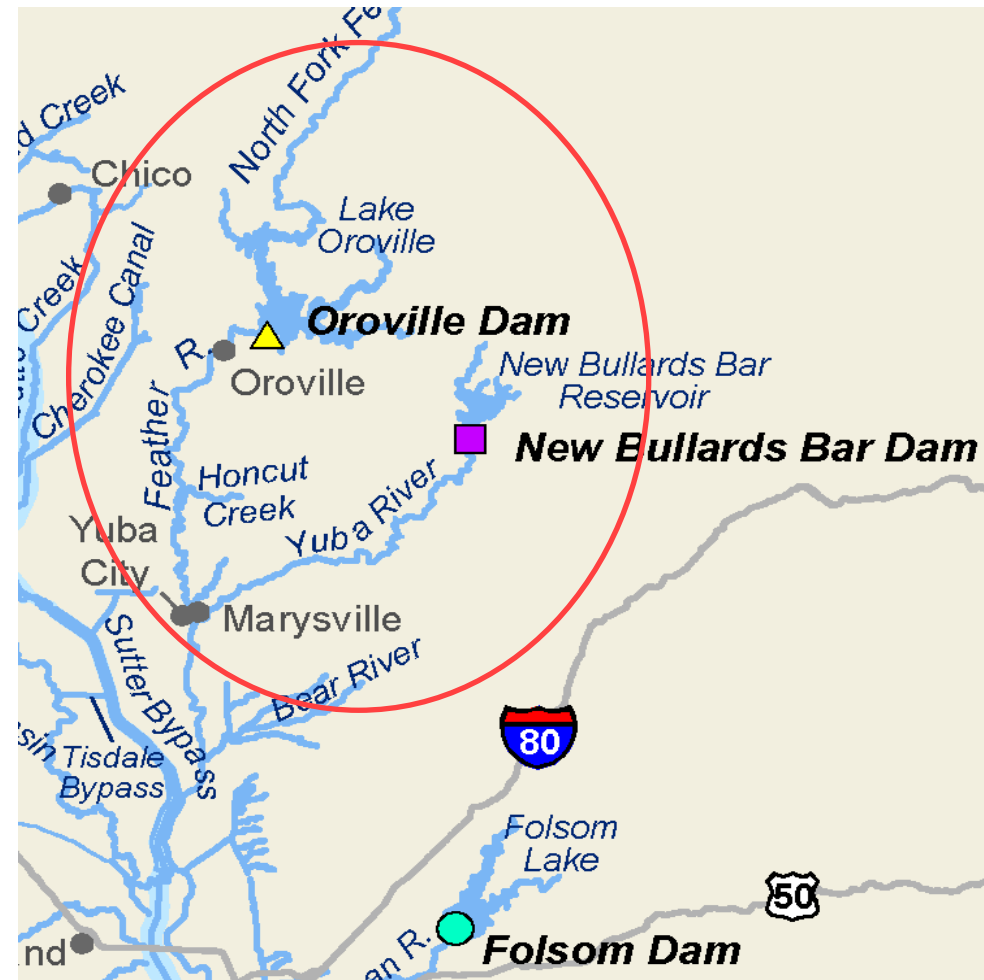 North Fork Fe
d Creek
Chico
Lake
Oroville
Creek
Cherokee Canal
Oroville Dam
Feather R.
Oroville
New Bullards Bar
Reservoir
New Bullards Bar Dam
Honcut
Creek
Yuba River
Yuba
City
Marysville
Sutter Bypass
Bear River
sin
Tisdale
Bypass
80
Folsom
Lake
50
Folsom Dam
an R.
nd